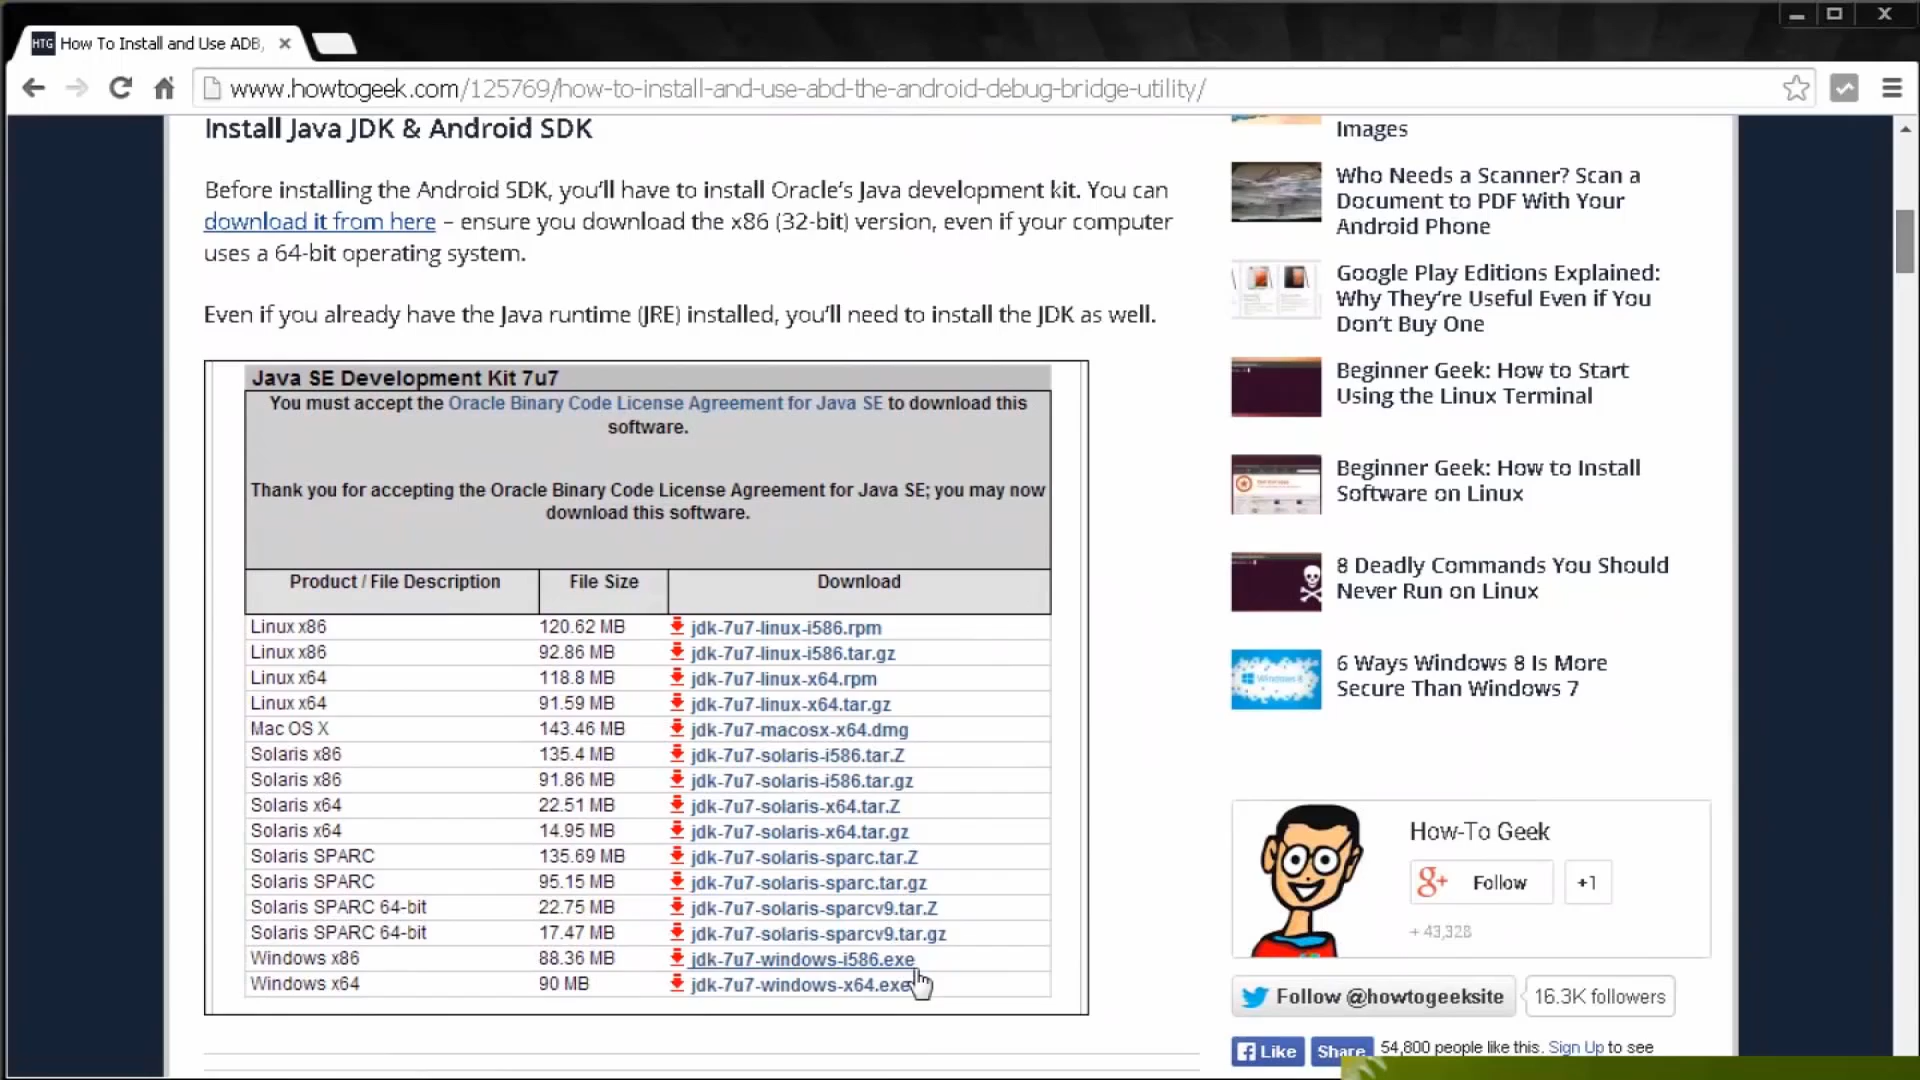 HTG How To Install and Use ADB,
www.howtogeek.com/125769/how-to-install-and-use-abd-the-android-debug-bridge-utility/
Install Java JDK & Android SDK
Before installing the Android SDK, you'll have to install Oracle's Java development kit. You can
download it from here – ensure you download the x86 (32-bit) version, even if your computer
uses a 64-bit operating system.
Even if you already have the Java runtime (JRE) installed, you'll need to install the JDK as well.
Java SE Development Kit 7u7
You must accept the Oracle Binary Code License Agreement for Java SE to download this
software.
Thank you for accepting the Oracle Binary Code License Agreement for Java SE; you may now
download this software.
Product / File Description File Size Download
Linux x86 120.62 MB jdk-7u7-linux-i586.rpm
Linux x86 92.86 MB jdk-7u7-linux-i586.tar.gz
Linux x64 118.8 MB jdk-7u7-linux-x64.rpm
Linux x64 91.59 MB jdk-7u7-linux-x64.tar.gz
Mac OS X 143.46 MB jdk-7u7-macosx-x64.dmg
Solaris x86 135.4 MB jdk-7u7-solaris-i586.tar.Z
Solaris x86 91.86 MB jdk-7u7-solaris-i586.tar.gz
Solaris x64 22.51 MB jdk-7u7-solaris-x64.tar.Z
Solaris x64 14.95 MB jdk-7u7-solaris-x64.tar.gz
Solaris SPARC 135.69 MB jdk-7u7-solaris-sparc.tar.Z
Solaris SPARC 95.15 MB jdk-7u7-solaris-sparc.tar.gz
Solaris SPARC 64-bit 22.75 MB jdk-7u7-solaris-sparcv9.tar.Z
Solaris SPARC 64-bit 17.47 MB jdk-7u7-solaris-sparcv9.tar.gz
Windows x86 88.36 MB jdk-7u7-windows-i586.exe
Windows x64 90 MB jdk-7u7-windows-x64.exe
Images
Who Needs a Scanner? Scan a
Document to PDF With Your
Android Phone
Google Play Editions Explained:
Why They're Useful Even if You
Don't Buy One
Beginner Geek: How to Start
Using the Linux Terminal
Beginner Geek: How to Install
Software on Linux
8 Deadly Commands You Should
Never Run on Linux
Windows 8
6 Ways Windows 8 Is More
Secure Than Windows 7
How-To Geek
g+ Follow +1
+ 43,328
Follow @howtogeeksite 16.3K followers
Like Share 54,800 people like this. Sign Up to see